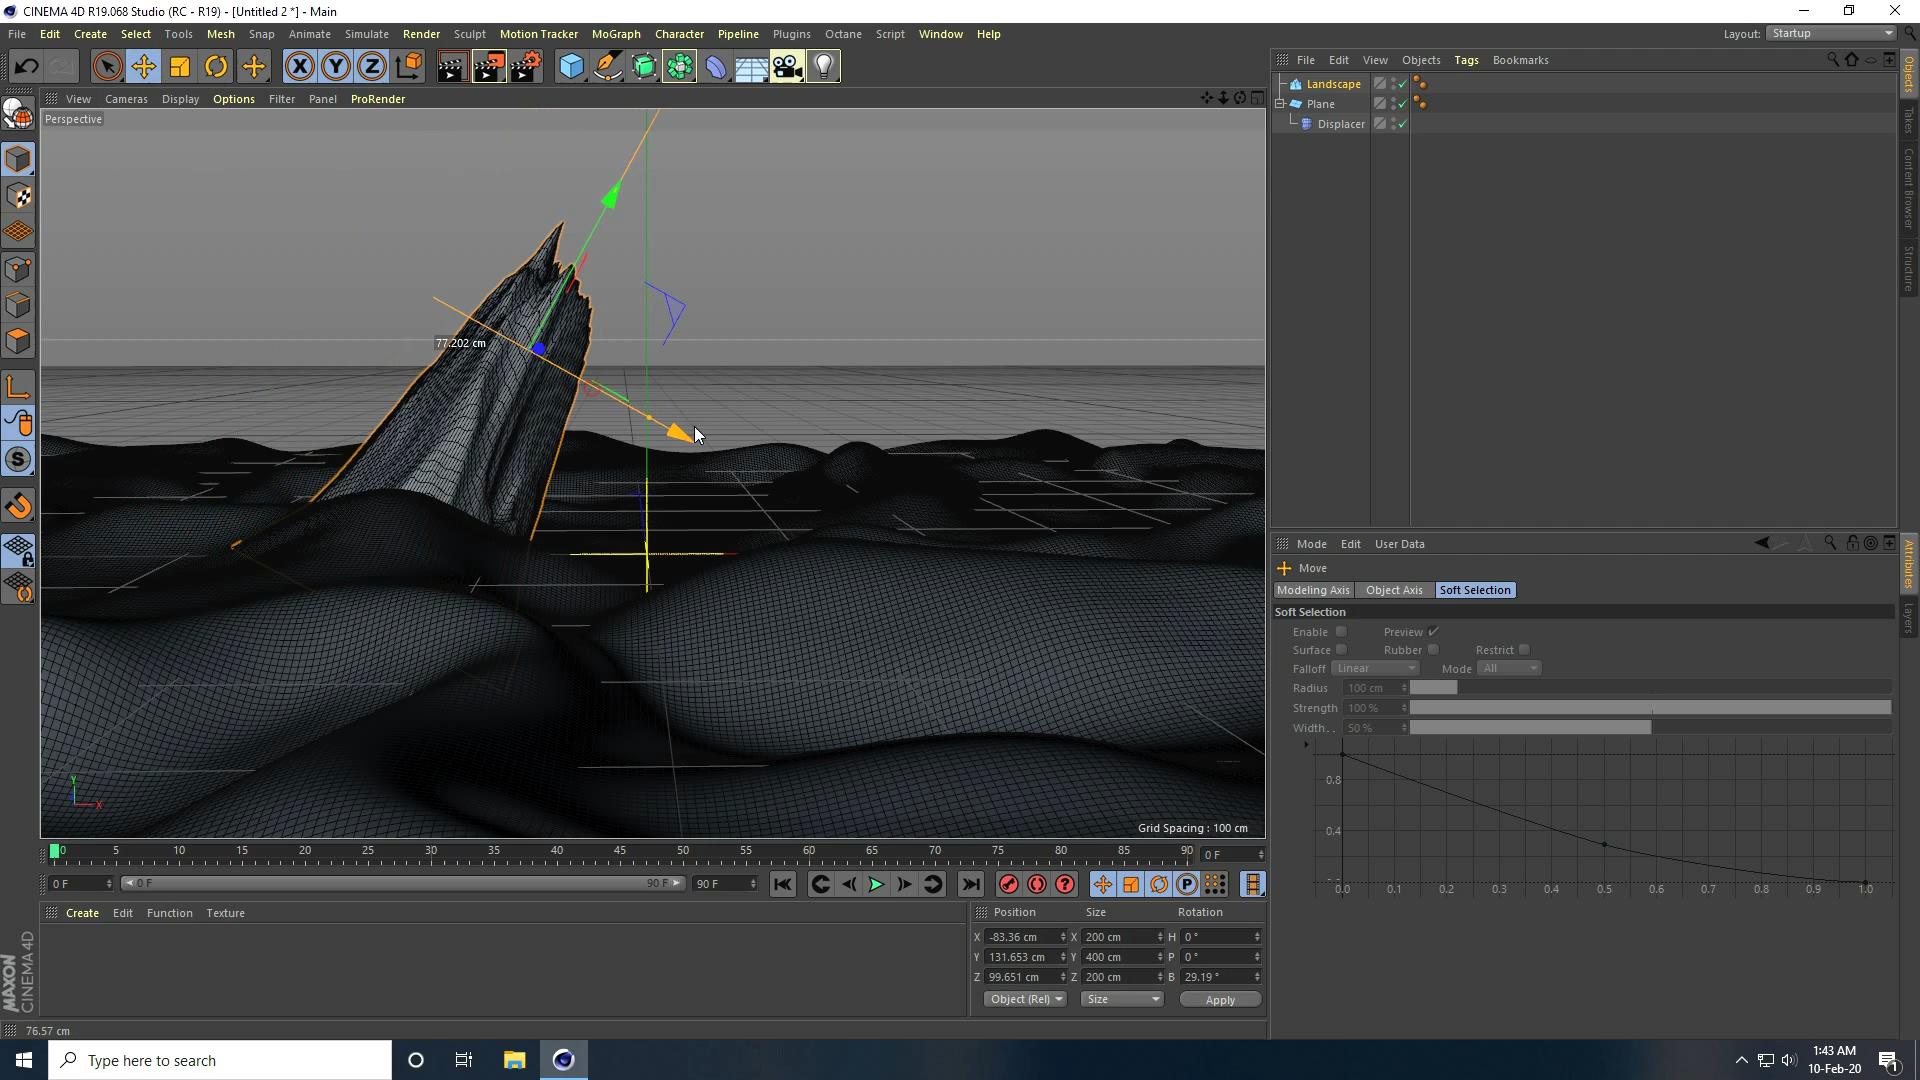 CINEMA 4D R19.068 Studio (RC - R19) - [Untitled 2 *] - Main
File Edit Create Select Tools Mesh Snap Animate Simulate Render Sculpt Motion Tracker MoGraph Character Pipeline Plugins Octane Script Window Help
Layout: Startup
File Edit View Objects Tags Bookmarks
View Cameras Display Options Filter Panel ProRender
Perspective
Landscape
Plane
Displacer
Objects
Takes
Content Browser
Structure
77.202 cm
Mode Edit User Data
Move
Modeling Axis Object Axis Soft Selection
Soft Selection
Enable Preview
Surface Rubber Restrict
Falloff Linear Mode All
Radius 100 cm
Strength 100 %
Width. . 50 %
0.8
0.4
0.0 0.1 0.2 0.3 0.4 0.5 0.6 0.7 0.8 0.9 1.0
Attributes
Layers
Y
X
Grid Spacing : 100 cm
0 5 10 15 20 25 30 35 40 45 50 55 60 65 70 75 80 85 90 0 F
0 F 0 F 90 F 90 F
P
Create Edit Function Texture
Position Size Rotation
X -83.36 cm X 200 cm H 0 °
Y 131.653 cm Y 400 cm P 0 °
Z 99.651 cm Z 200 cm B 29.19 °
Object (Rel) Size Apply
MAXON
CINEMA 4D
76.57 cm
Type here to search
1:43 AM
10-Feb-20
1